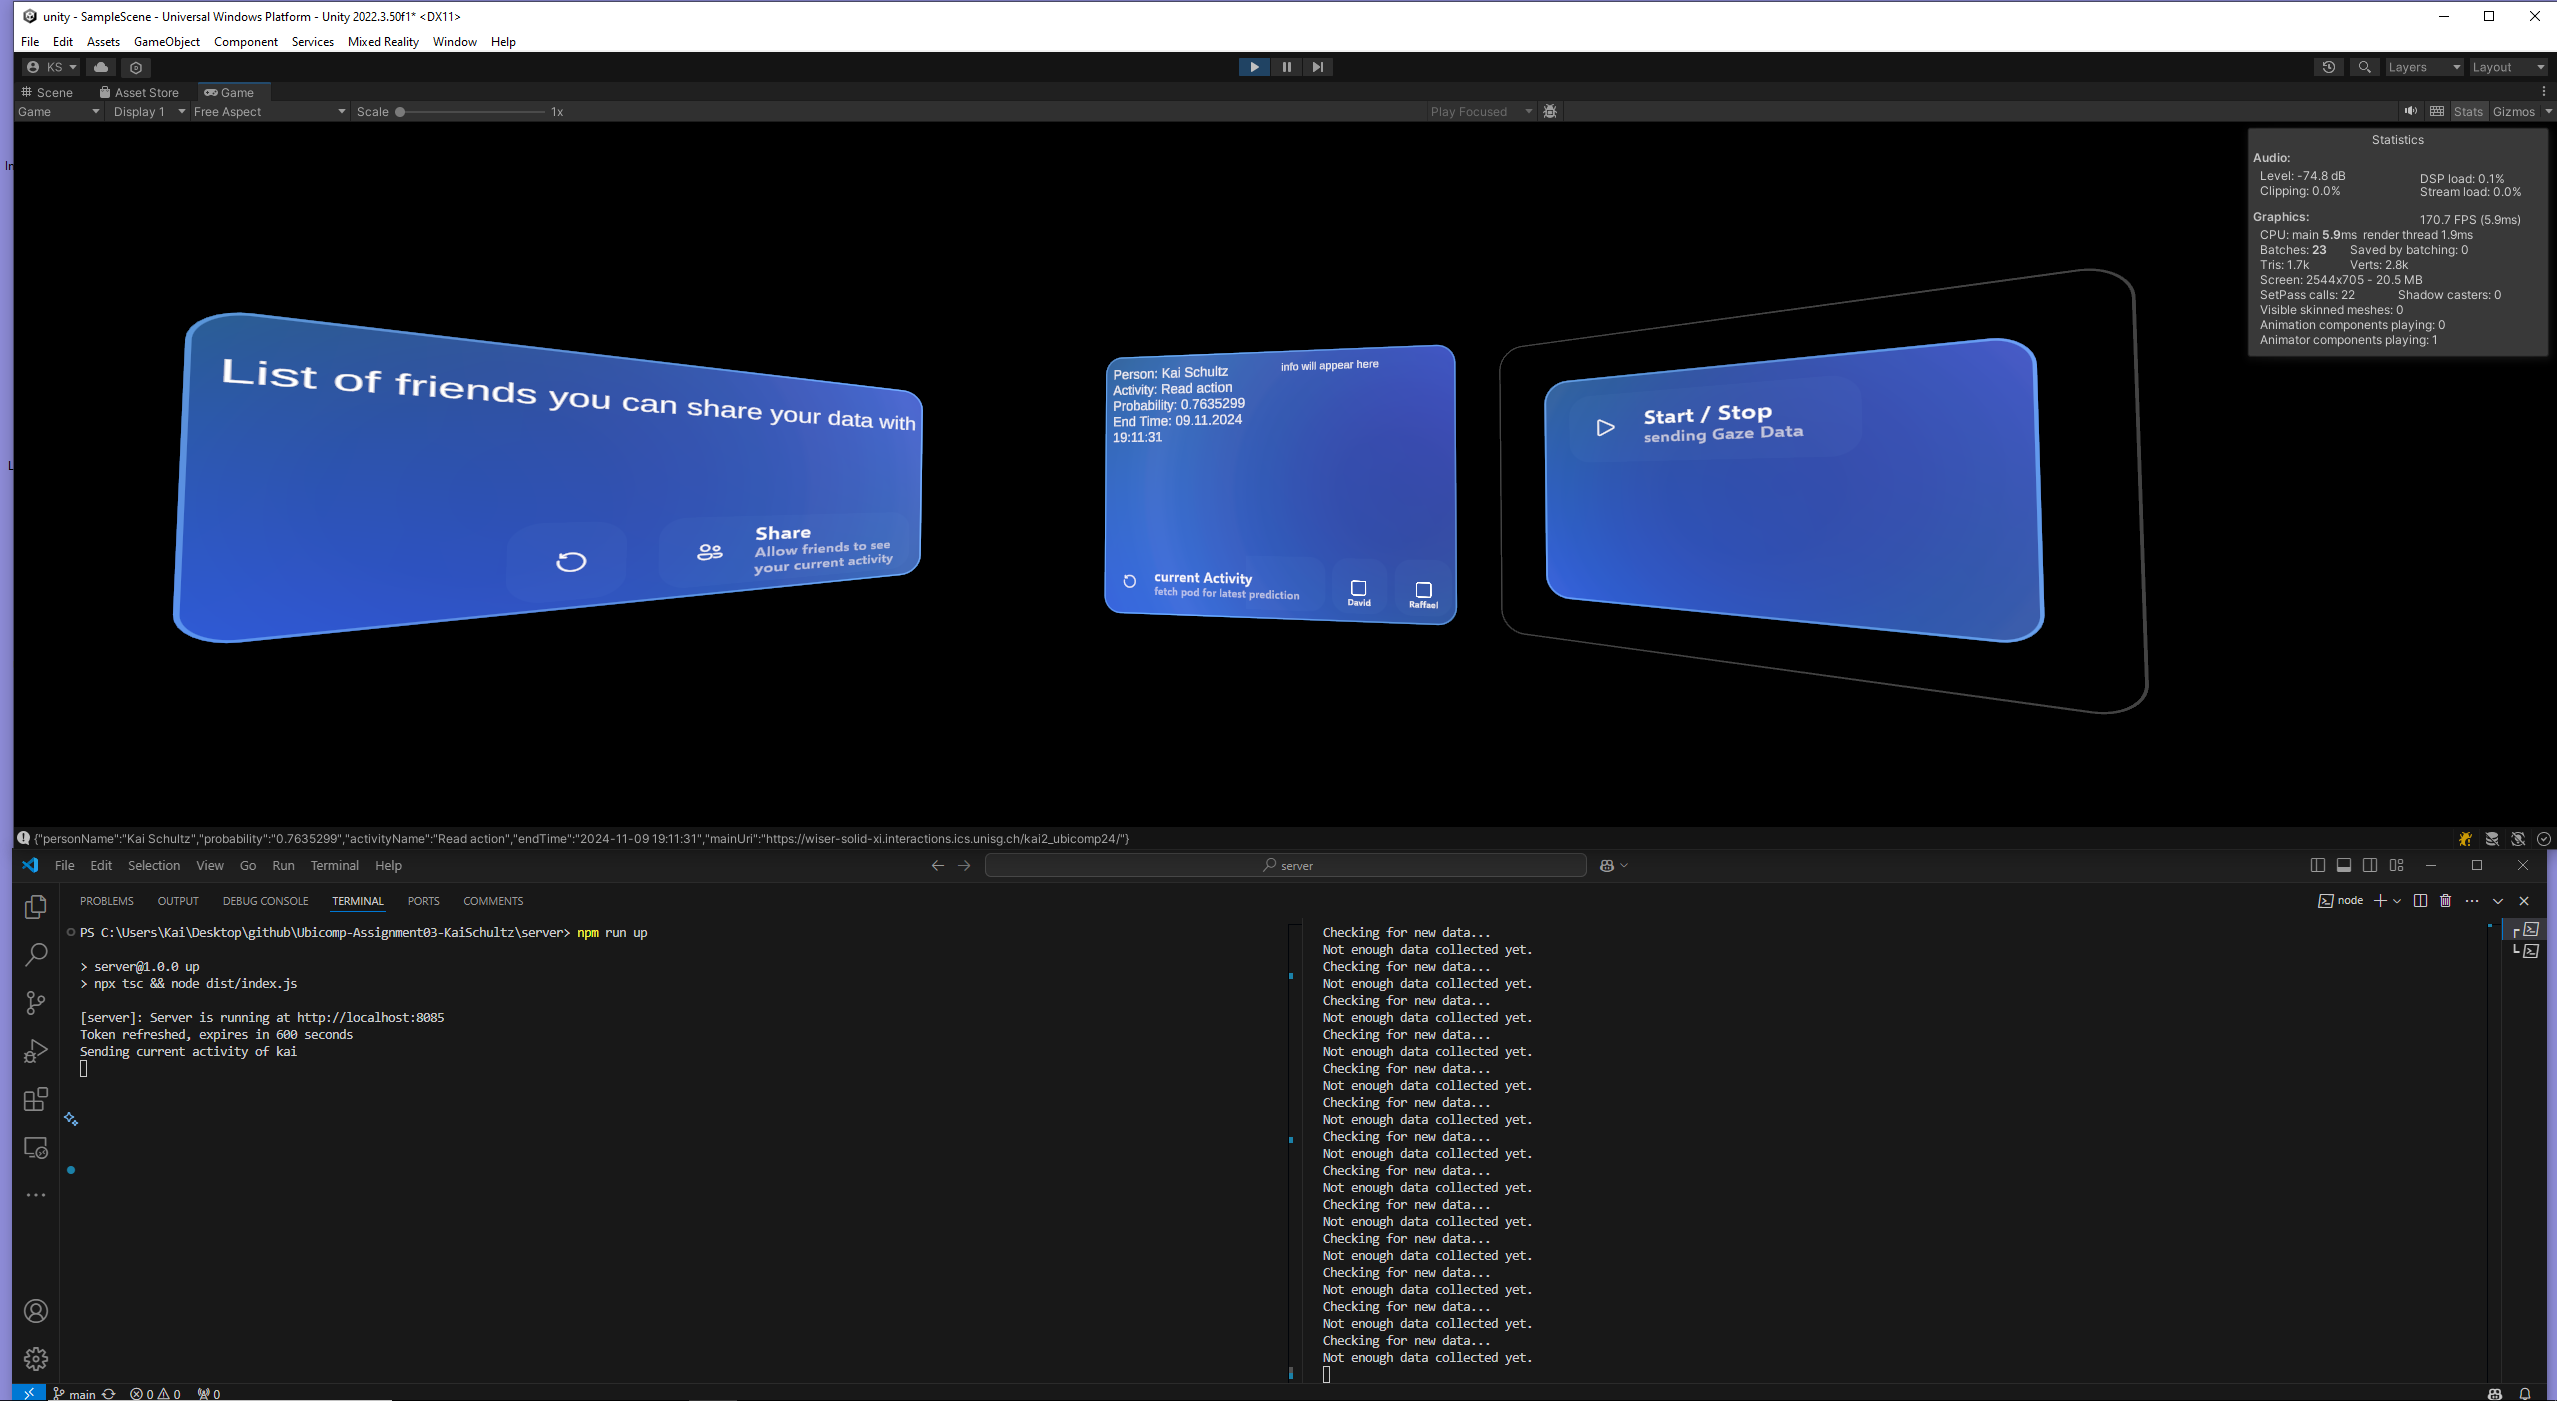 unity - SampleScene - Universal Windows Platform - Unity 2022.3.50f1* <DX11>
File Edit Assets GameObject Component Services Mixed Reality Window Help
KS
Layers Layout
Scene Asset Store Game
Game Display 1 Free Aspect Scale 1x Play Focused Stats Gizmos
Statistics
Audio:
Level: -74.8 dB DSP load: 0.1%
Clipping: 0.0% Stream load: 0.0%
Graphics: 170.7 FPS (5.9ms)
CPU: main 5.9ms render thread 1.9ms
Batches: 23 Saved by batching: 0
Tris: 1.7k Verts: 2.8k
Screen: 2544x705 - 20.5 MB
SetPass calls: 22 Shadow casters: 0
Visible skinned meshes: 0
Animation components playing: 0
Animator components playing: 1
List of friends you can share your data with
Share
Allow friends to see
your current activity
Person: Kai Schultz
Activity: Read action
Probability: 0.7635299
End Time: 09.11.2024
19:11:31
info will appear here
current Activity
fetch pod for latest prediction
David
Raffael
Start / Stop
sending Gaze Data
{"personName":"Kai Schultz","probability":"0.7635299","activityName":"Read action","endTime":"2024-11-09 19:11:31","mainUri":"https://wiser-solid-xi.interactions.ics.unisg.ch/kai2_ubicomp24/"}
File Edit Selection View Go Run Terminal Help
server
PROBLEMS OUTPUT DEBUG CONSOLE TERMINAL PORTS COMMENTS
node
PS C:\Users\Kai\Desktop\github\Ubicomp-Assignment03-KaiSchultz\server> npm run up
> server@1.0.0 up
> npx tsc && node dist/index.js
[server]: Server is running at http://localhost:8085
Token refreshed, expires in 600 seconds
Sending current activity of kai
Checking for new data...
Not enough data collected yet.
Checking for new data...
Not enough data collected yet.
Checking for new data...
Not enough data collected yet.
Checking for new data...
Not enough data collected yet.
Checking for new data...
Not enough data collected yet.
Checking for new data...
Not enough data collected yet.
Checking for new data...
Not enough data collected yet.
Checking for new data...
Not enough data collected yet.
Checking for new data...
Not enough data collected yet.
Checking for new data...
Not enough data collected yet.
Checking for new data...
Not enough data collected yet.
Checking for new data...
Not enough data collected yet.
Checking for new data...
Not enough data collected yet.
main 0 0 0